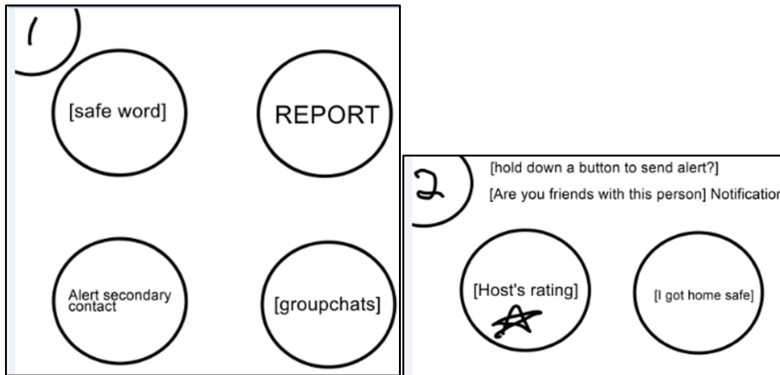 1
[safe word]
REPORT
Alert secondary
contact
[groupchats]
2
[hold down a button to send alert?]
[Are you friends with this person] Notification
[Host's rating]
[I got home safe]